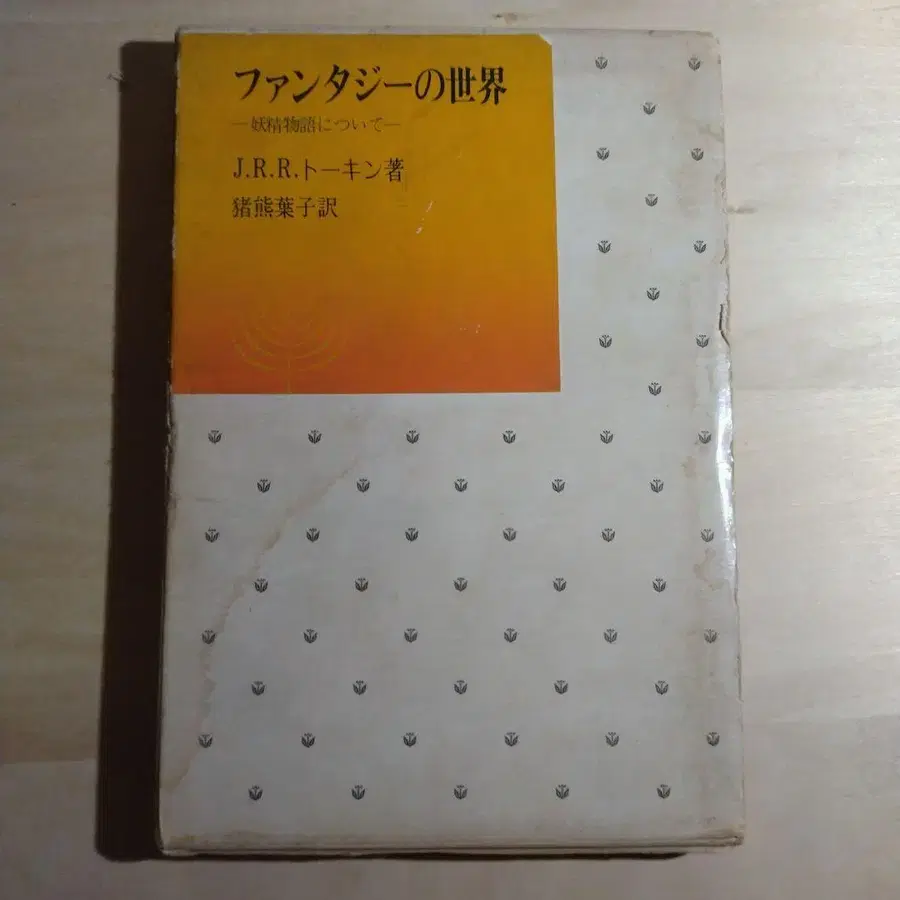 ファンタジーの世界
―妖精物語について―
J.R.R.トーキン著
猪熊葉子訳